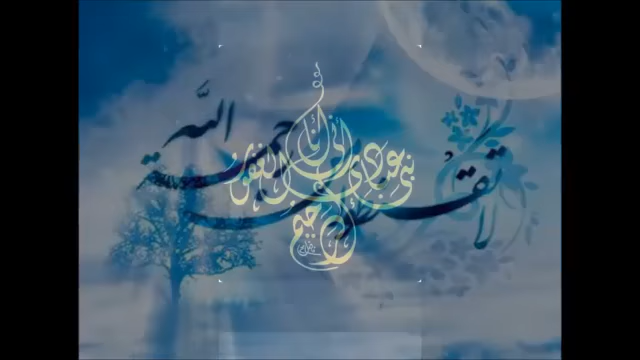 لا تقنطوا من رحمة الله
نبئ عبادي أني أنا الغفور الرحيم